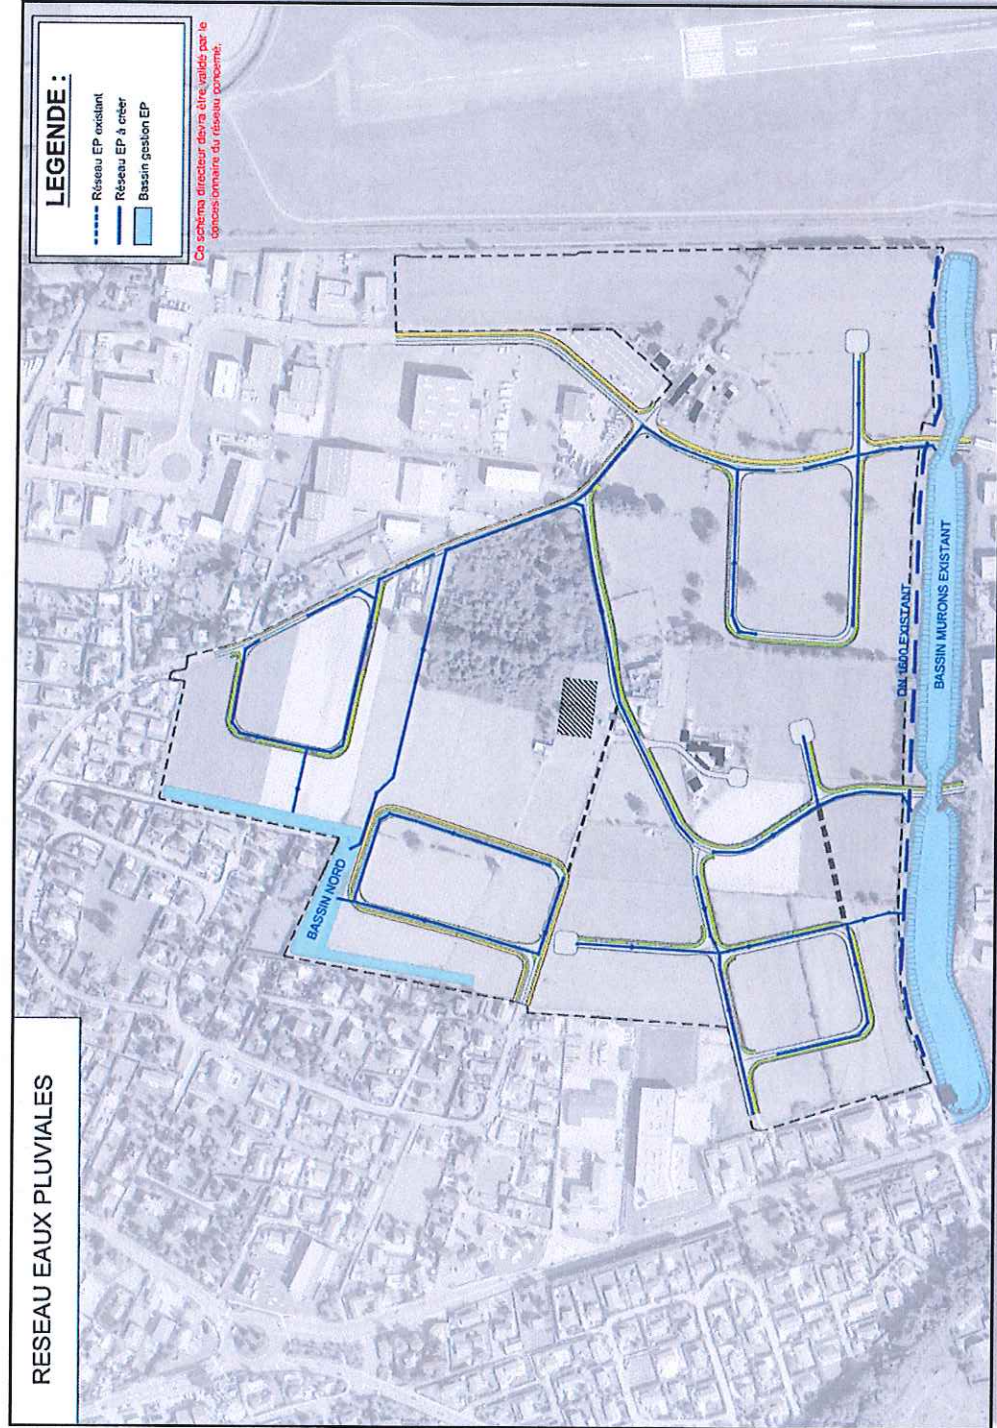 RESEAU EAUX PLUVIALES
LEGENDE :
Réseau EP existant
Réseau EP à créer
Bassin gestion EP
Ce schéma directeur devra être validé par le
concessionnaire du réseau concerné.
BASSIN NORD
DN 1600 EXISTANT
BASSIN MURONS EXISTANT